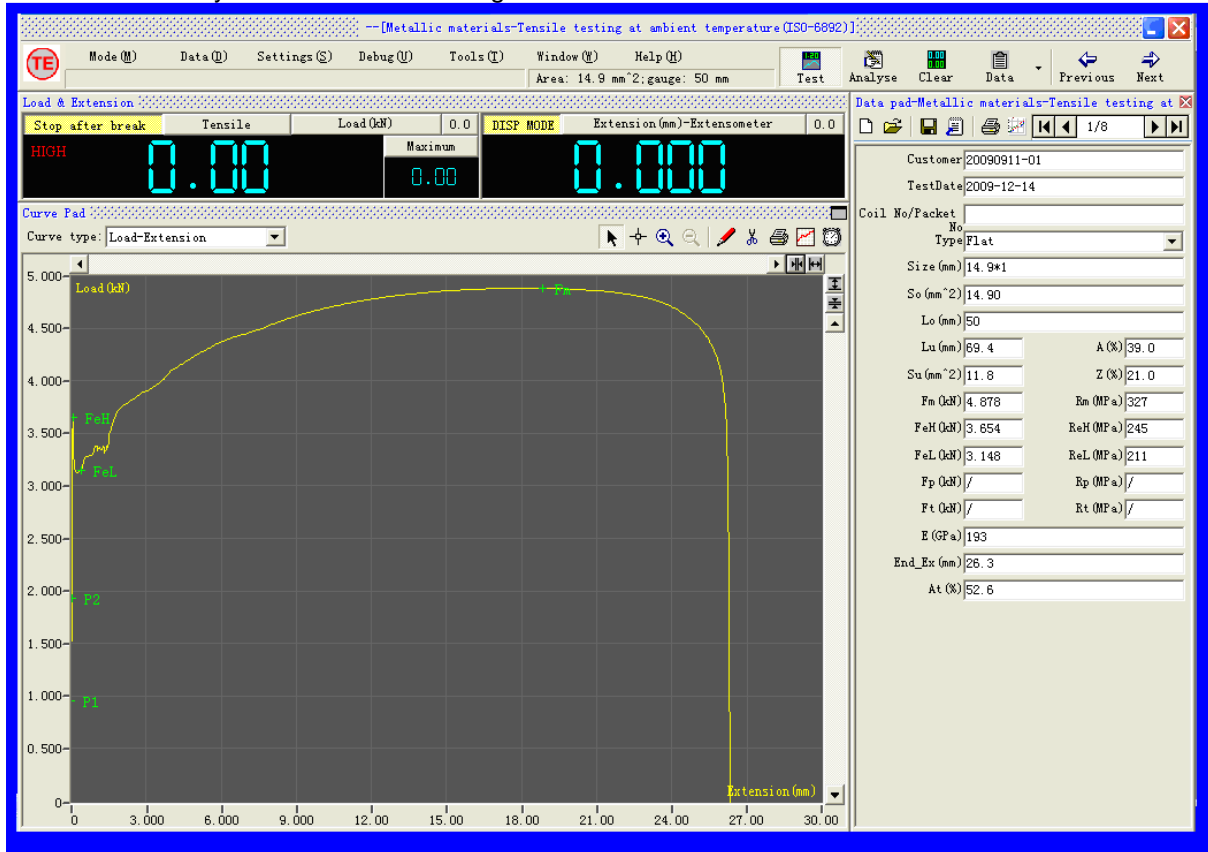 --[Metallic materials-Tensile testing at ambient temperature(ISO-6892)]
TE
Mode(M) Data(D) Settings(S) Debug(U) Tools(T) Window(W) Help(H)
Area: 14.9 mm^2;gauge: 50 mm
Test Analyse Clear Data Previous Next
Load & Extension
Stop after break Tensile Load(kN) 0.0 DISP MODE Extension(mm)-Extensometer 0.0
HIGH 0.00 Maximum 0.00 0.000
Curve Pad
Curve type: Load-Extension
5.000
Load(kN)
Fm
4.500
4.000
FeH
3.500
FeL
3.000
2.500
2.000
P2
1.500
1.000
P1
0.500
Extension(mm)
0
0 3.000 6.000 9.000 12.00 15.00 18.00 21.00 24.00 27.00 30.00
Data pad-Metallic materials-Tensile testing at
1/8
Customer 20090911-01
TestDate 2009-12-14
Coil No/Packet
No
Type Flat
Size(mm) 14.9*1
So(mm^2) 14.90
Lo(mm) 50
Lu(mm) 69.4 A(%) 39.0
Su(mm^2) 11.8 Z(%) 21.0
Fm(kN) 4.878 Rm(MPa) 327
FeH(kN) 3.654 ReH(MPa) 245
FeL(kN) 3.148 ReL(MPa) 211
Fp(kN) / Rp(MPa) /
Ft(kN) / Rt(MPa) /
E(GPa) 193
End_Ex(mm) 26.3
At(%) 52.6